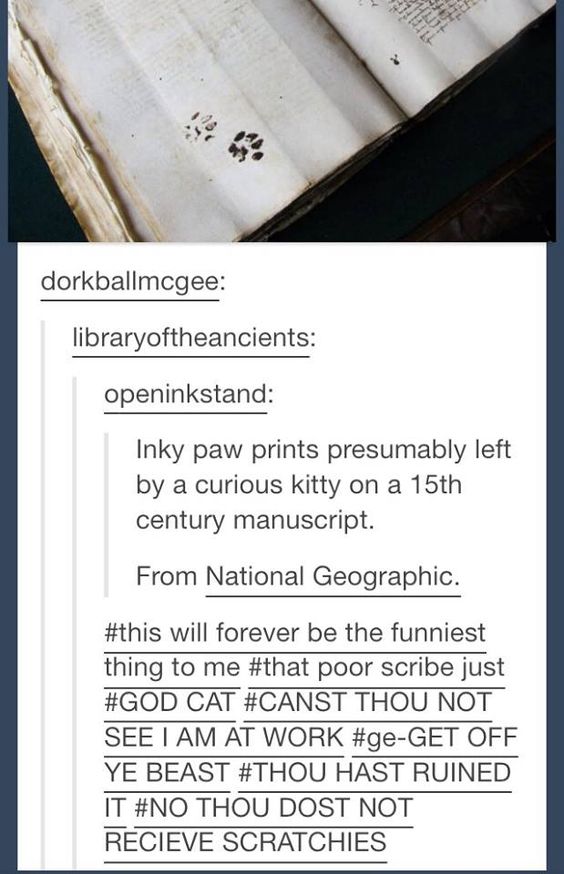 dorkballmcgee:
libraryoftheancients:
openinkstand:
Inky paw prints presumably left
by a curious kitty on a 15th
century manuscript.
From National Geographic.
#this will forever be the funniest
thing to me #that poor scribe just
#GOD CAT #CANST THOU NOT
SEE I AM AT WORK #ge-GET OFF
YE BEAST #THOU HAST RUINED
IT #NO THOU DOST NOT
RECIEVE SCRATCHIES